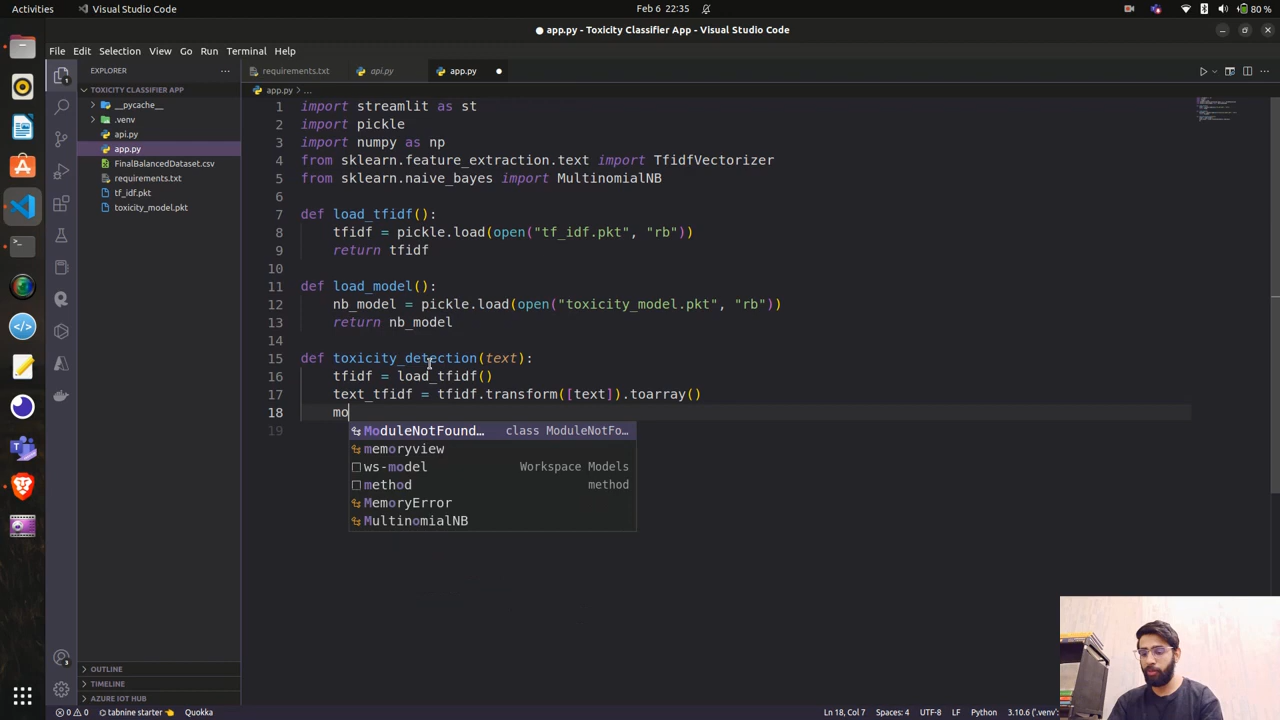 Activities
Visual Studio Code
Feb 6 22:35
80 %
● app.py - Toxicity Classifier App - Visual Studio Code
File Edit Selection View Go Run Terminal Help
EXPLORER
requirements.txt
api.py
app.py
TOXICITY CLASSIFIER APP
__pycache__
.venv
api.py
app.py
FinalBalancedDataset.csv
requirements.txt
tf_idf.pkt
toxicity_model.pkt
app.py > ...
1 import streamlit as st
2 import pickle
3 import numpy as np
4 from sklearn.feature_extraction.text import TfidfVectorizer
5 from sklearn.naive_bayes import MultinomialNB
6
7 def load_tfidf():
8 tfidf = pickle.load(open("tf_idf.pkt", "rb"))
9 return tfidf
10
11 def load_model():
12 nb_model = pickle.load(open("toxicity_model.pkt", "rb"))
13 return nb_model
14
15 def toxicity_detection(text):
16 tfidf = load_tfidf()
17 text_tfidf = tfidf.transform([text]).toarray()
18 mo
19
ModuleNotFound… class ModuleNotFo…
memoryview
ws-model Workspace Models
method method
MemoryError
MultinomialNB
OUTLINE
TIMELINE
AZURE IOT HUB
0 0 tabnine starter Quokka
Ln 18, Col 7 Spaces: 4 UTF-8 LF Python 3.10.6 ('.venv':